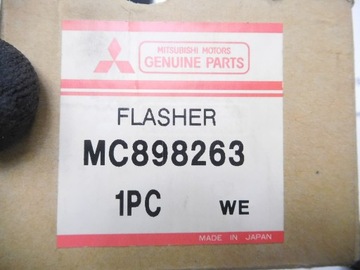 MITSUBISHI MOTORS
GENUINE PARTS
FLASHER
MC898263
1PC WE
MADE IN JAPAN